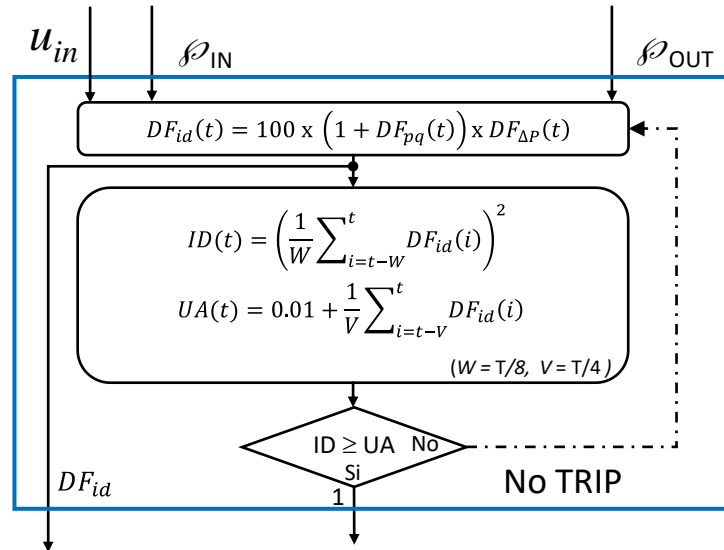 u_in ℘_IN ℘_OUT
DF_id(t) = 100 x (1 + DF_pq(t)) x DF_ΔP(t)
ID(t) = (1/W ∑_{i=t−W}^{t} DF_id(i))^2
UA(t) = 0.01 + 1/V ∑_{i=t−V}^{t} DF_id(i)
(W = T/8, V = T/4 )
ID ≥ UA No
Si
DF_id
No TRIP
1